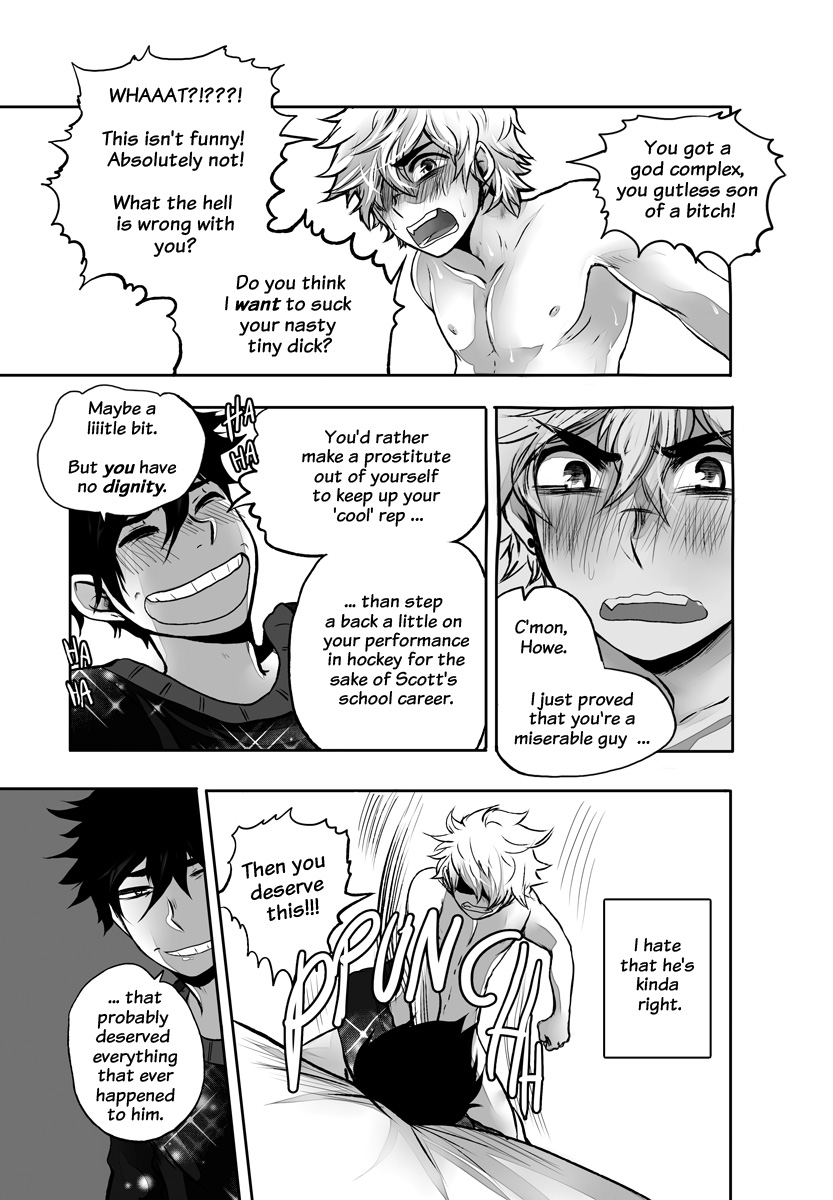 WHAAAT?!???!
This isn't funny!
Absolutely not!
What the hell
is wrong with
you?
Do you think
I want to suck
your nasty
tiny dick?
You got a
god complex,
you gutless son
of a bitch!
Maybe a
liiitle bit.
But you have
no dignity.
HA
HA
HA
HA
HA
You'd rather
make a prostitute
out of yourself
to keep up your
'cool' rep ...
... than step
a back a little on
your performance
in hockey for the
sake of Scott's
school career.
C'mon,
Howe.
I just proved
that you're a
miserable guy ...
... that
probably
deserved
everything
that ever
happened
to him.
Then you
deserve
this!!!
PPUNCHHH
I hate
that he's
kinda
right.